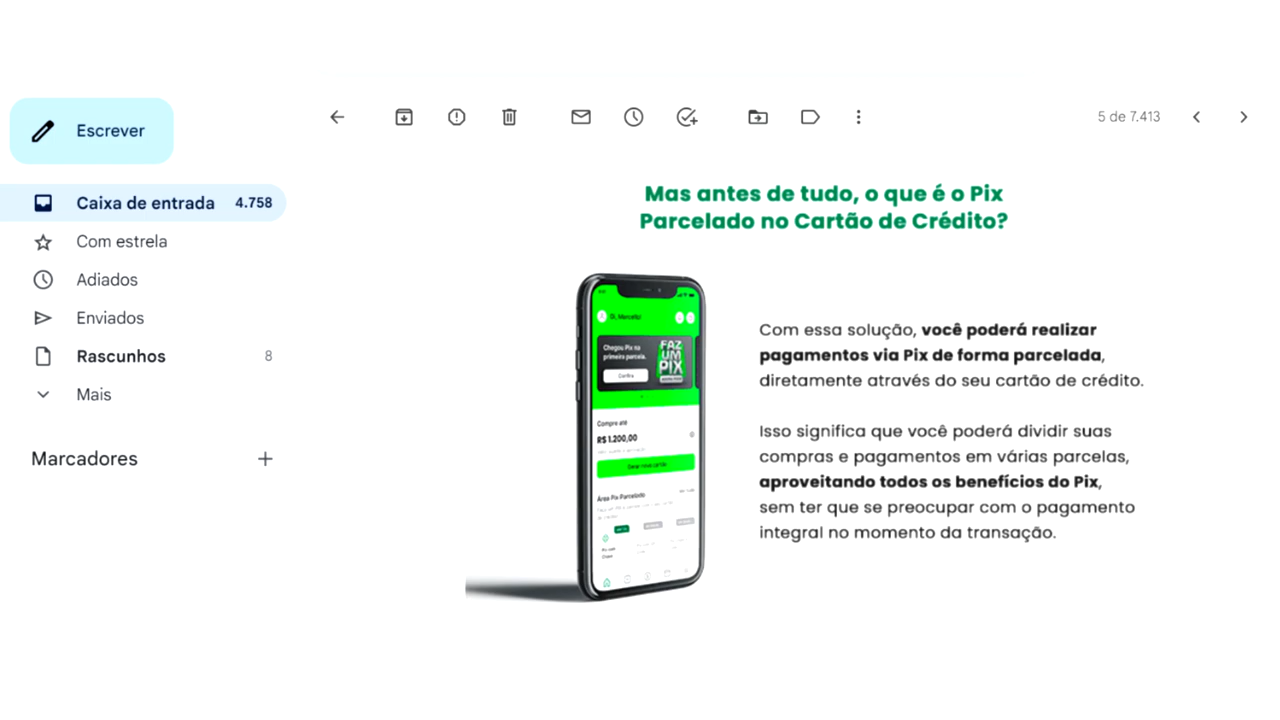 Escrever
5 de 7.413
Caixa de entrada 4.758
Com estrela
Adiados
Enviados
Rascunhos 8
Mais
Marcadores
Mas antes de tudo, o que é o Pix
Parcelado no Cartão de Crédito?
Oi, Marcela!
Chegou Pix na
primeira parcela.
Confira
FAZ
UM
PIX
Compre até
R$ 1.200,00
Área Pix Parcelado
Com essa solução, você poderá realizar
pagamentos via Pix de forma parcelada,
diretamente através do seu cartão de crédito.
Isso significa que você poderá dividir suas
compras e pagamentos em várias parcelas,
aproveitando todos os benefícios do Pix,
sem ter que se preocupar com o pagamento
integral no momento da transação.